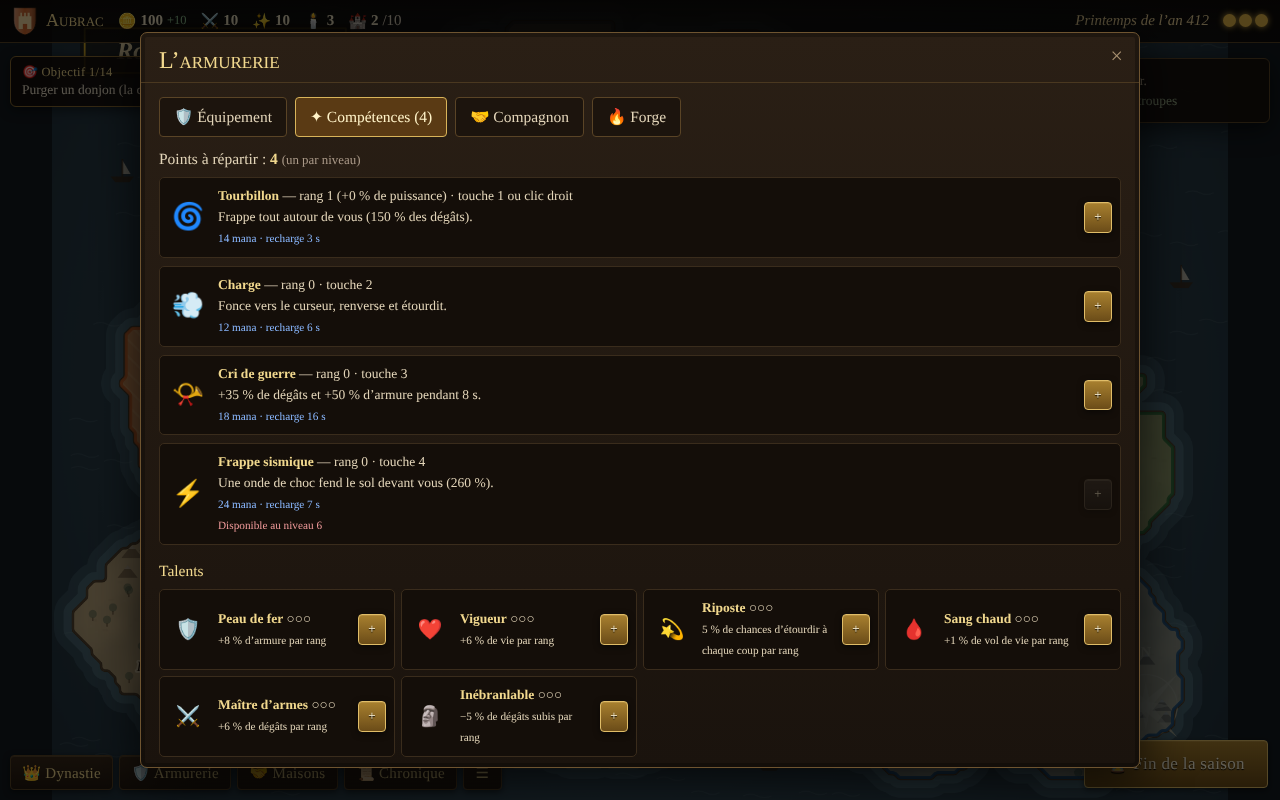 Aubrac 🪙 100 +10 ⚔️ 10 ✨ 10 🕯️ 3 🏰 2 /10
Printemps de l’an 412
🎯 Objectif 1/14
Purger un donjon
troupes
L’armurerie ×
🛡️ Équipement
✦ Compétences (4)
🤝 Compagnon
🔥 Forge
Points à répartir : 4 (un par niveau)
Tourbillon — rang 1 (+0 % de puissance) · touche 1 ou clic droit
Frappe tout autour de vous (150 % des dégâts).
14 mana · recharge 3 s
+
Charge — rang 0 · touche 2
Fonce vers le curseur, renverse et étourdit.
12 mana · recharge 6 s
+
Cri de guerre — rang 0 · touche 3
+35 % de dégâts et +50 % d’armure pendant 8 s.
18 mana · recharge 16 s
+
Frappe sismique — rang 0 · touche 4
Une onde de choc fend le sol devant vous (260 %).
24 mana · recharge 7 s
Disponible au niveau 6
+
Talents
Peau de fer ○○○
+8 % d’armure par rang
+
Vigueur ○○○
+6 % de vie par rang
+
Riposte ○○○
5 % de chances d’étourdir à
chaque coup par rang
+
Sang chaud ○○○
+1 % de vol de vie par rang
+
Maître d’armes ○○○
+6 % de dégâts par rang
+
Inébranlable ○○○
−5 % de dégâts subis par
rang
+
👑 Dynastie
🛡️ Armurerie
Maisons
Chronique
☰
Fin de la saison